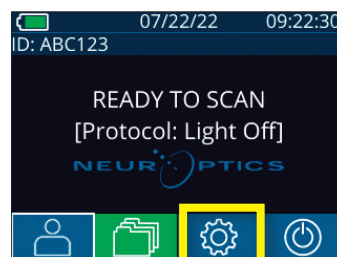 07/22/22 09:22:30
ID: ABC123
READY TO SCAN
[Protocol: Light Off]
NEUROPTICS